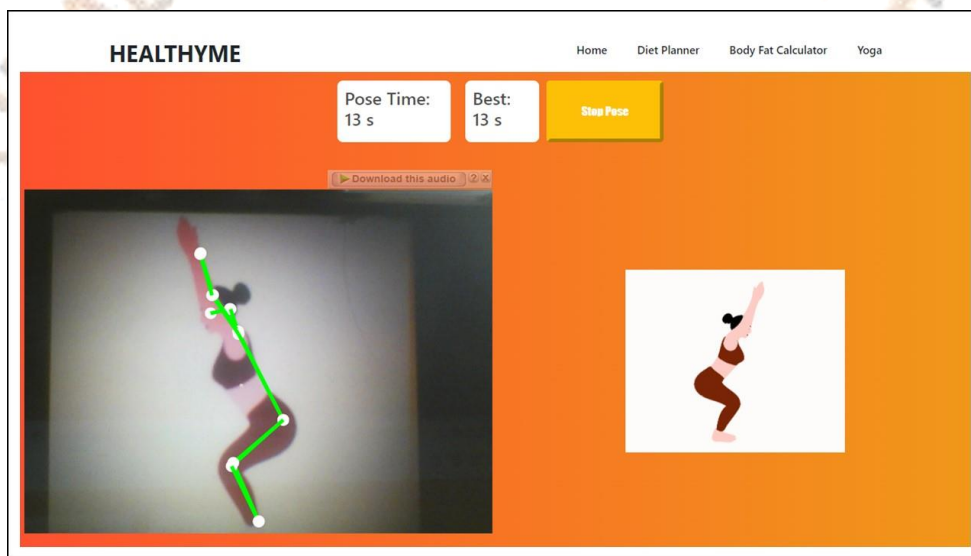 HEALTHYME
Home Diet Planner Body Fat Calculator Yoga
Pose Time:
13 s
Best:
13 s
Stop Pose
Download this audio ? X